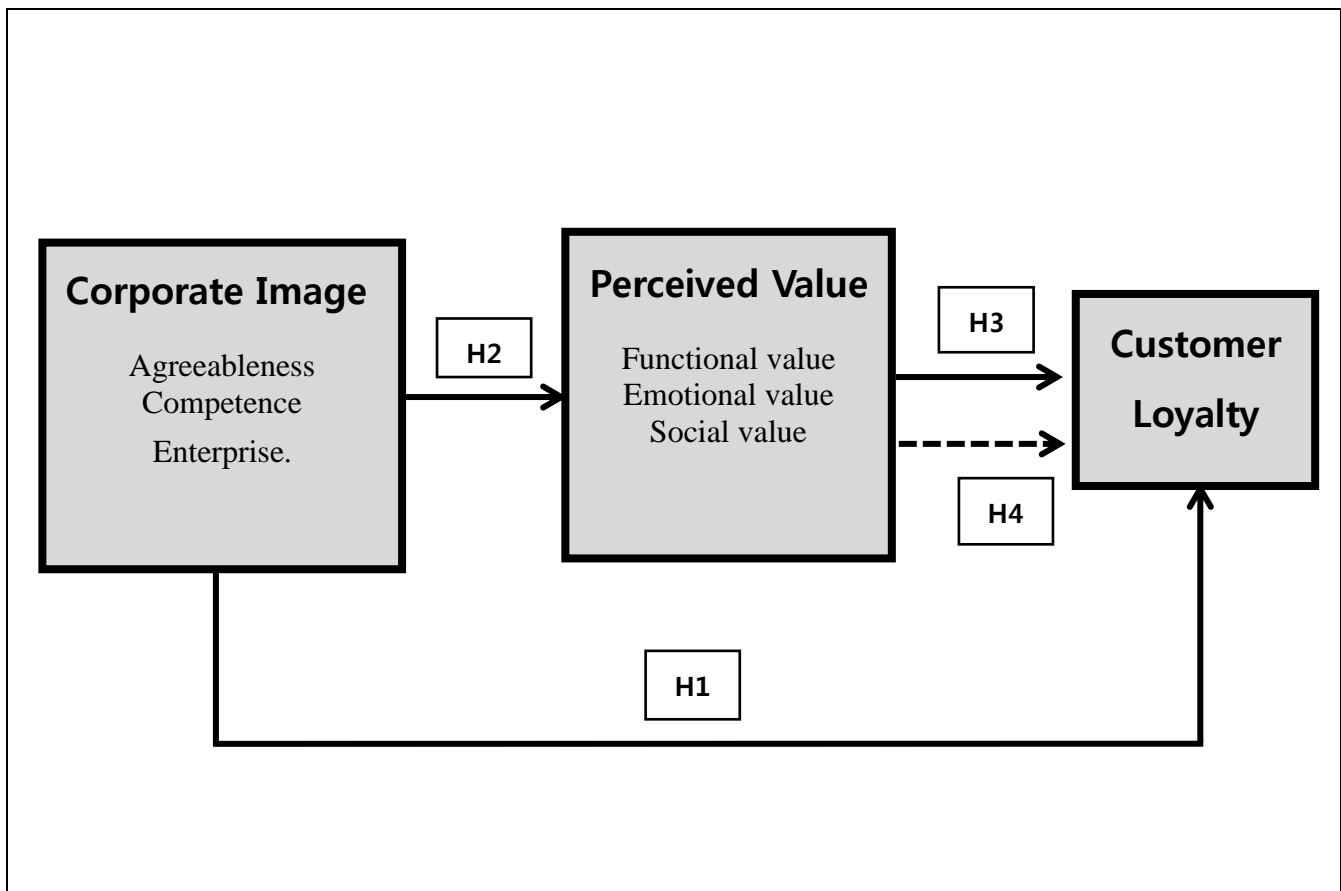 Corporate Image
Agreeableness
Competence
Enterprise.
H2
Perceived Value
Functional value
Emotional value
Social value
H3
H4
Customer
Loyalty
H1